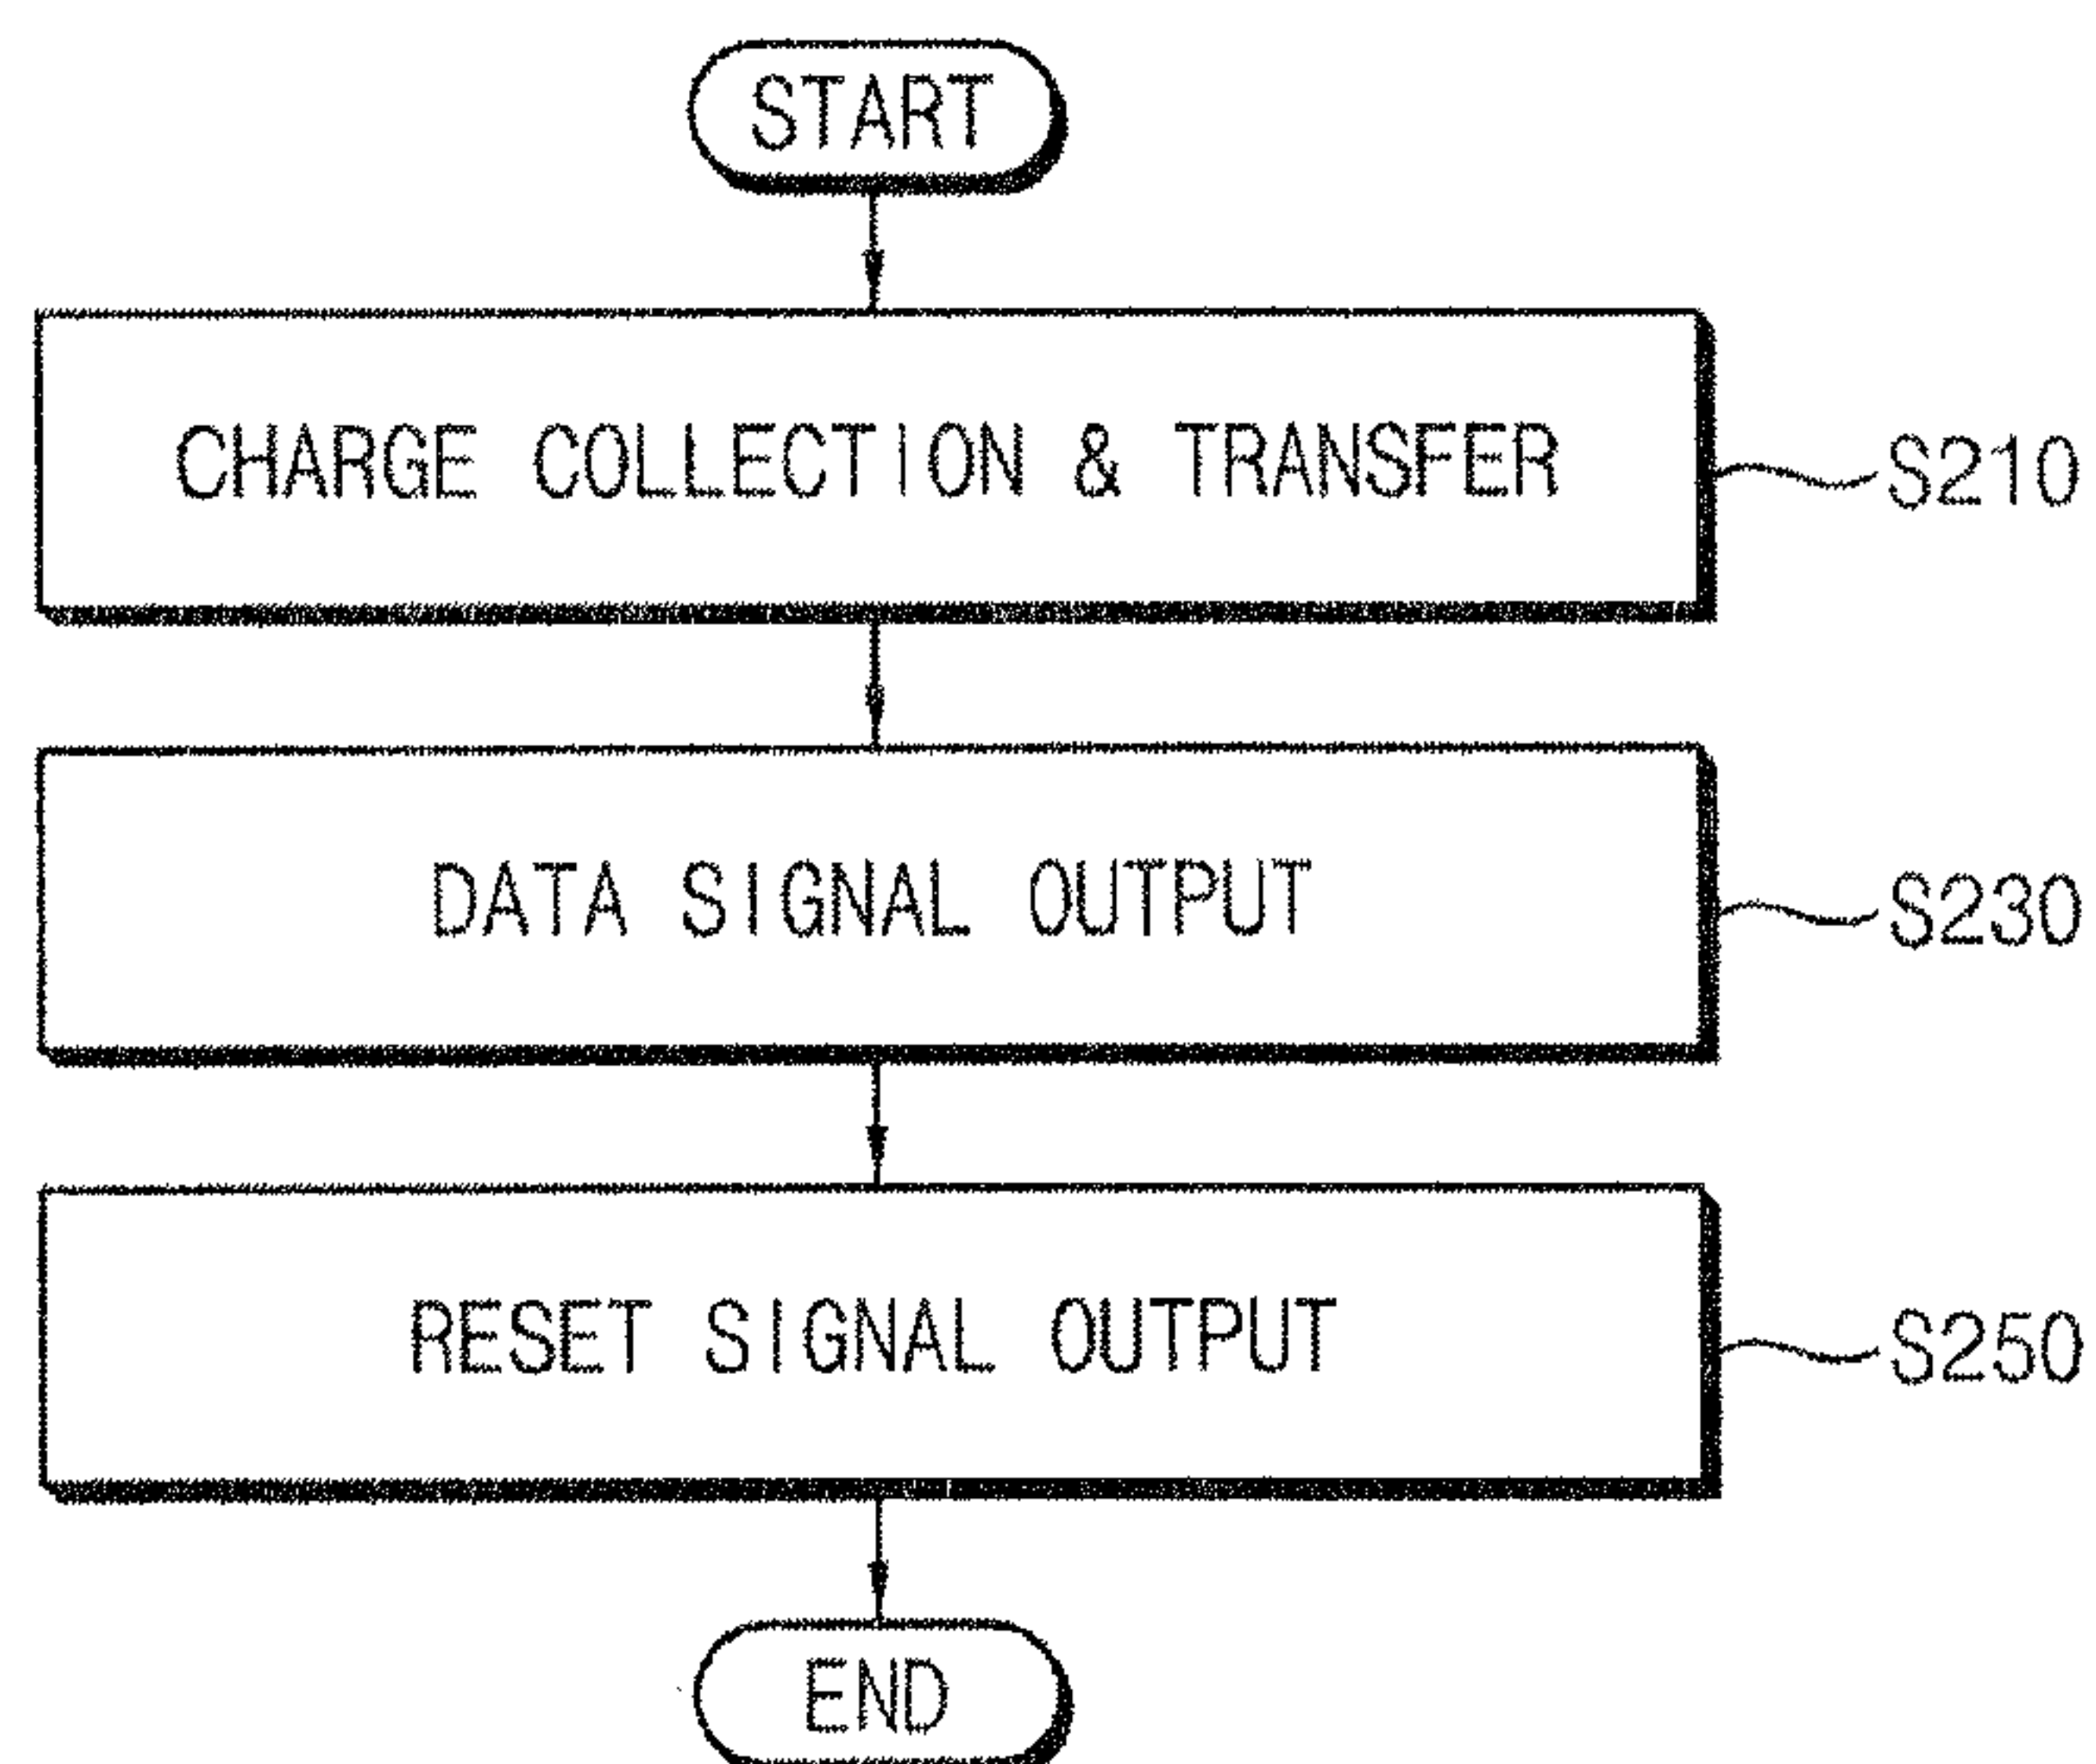 START
CHARGE COLLECTION & TRANSFER
S210
DATA SIGNAL OUTPUT
S230
RESET SIGNAL OUTPUT
S250
END